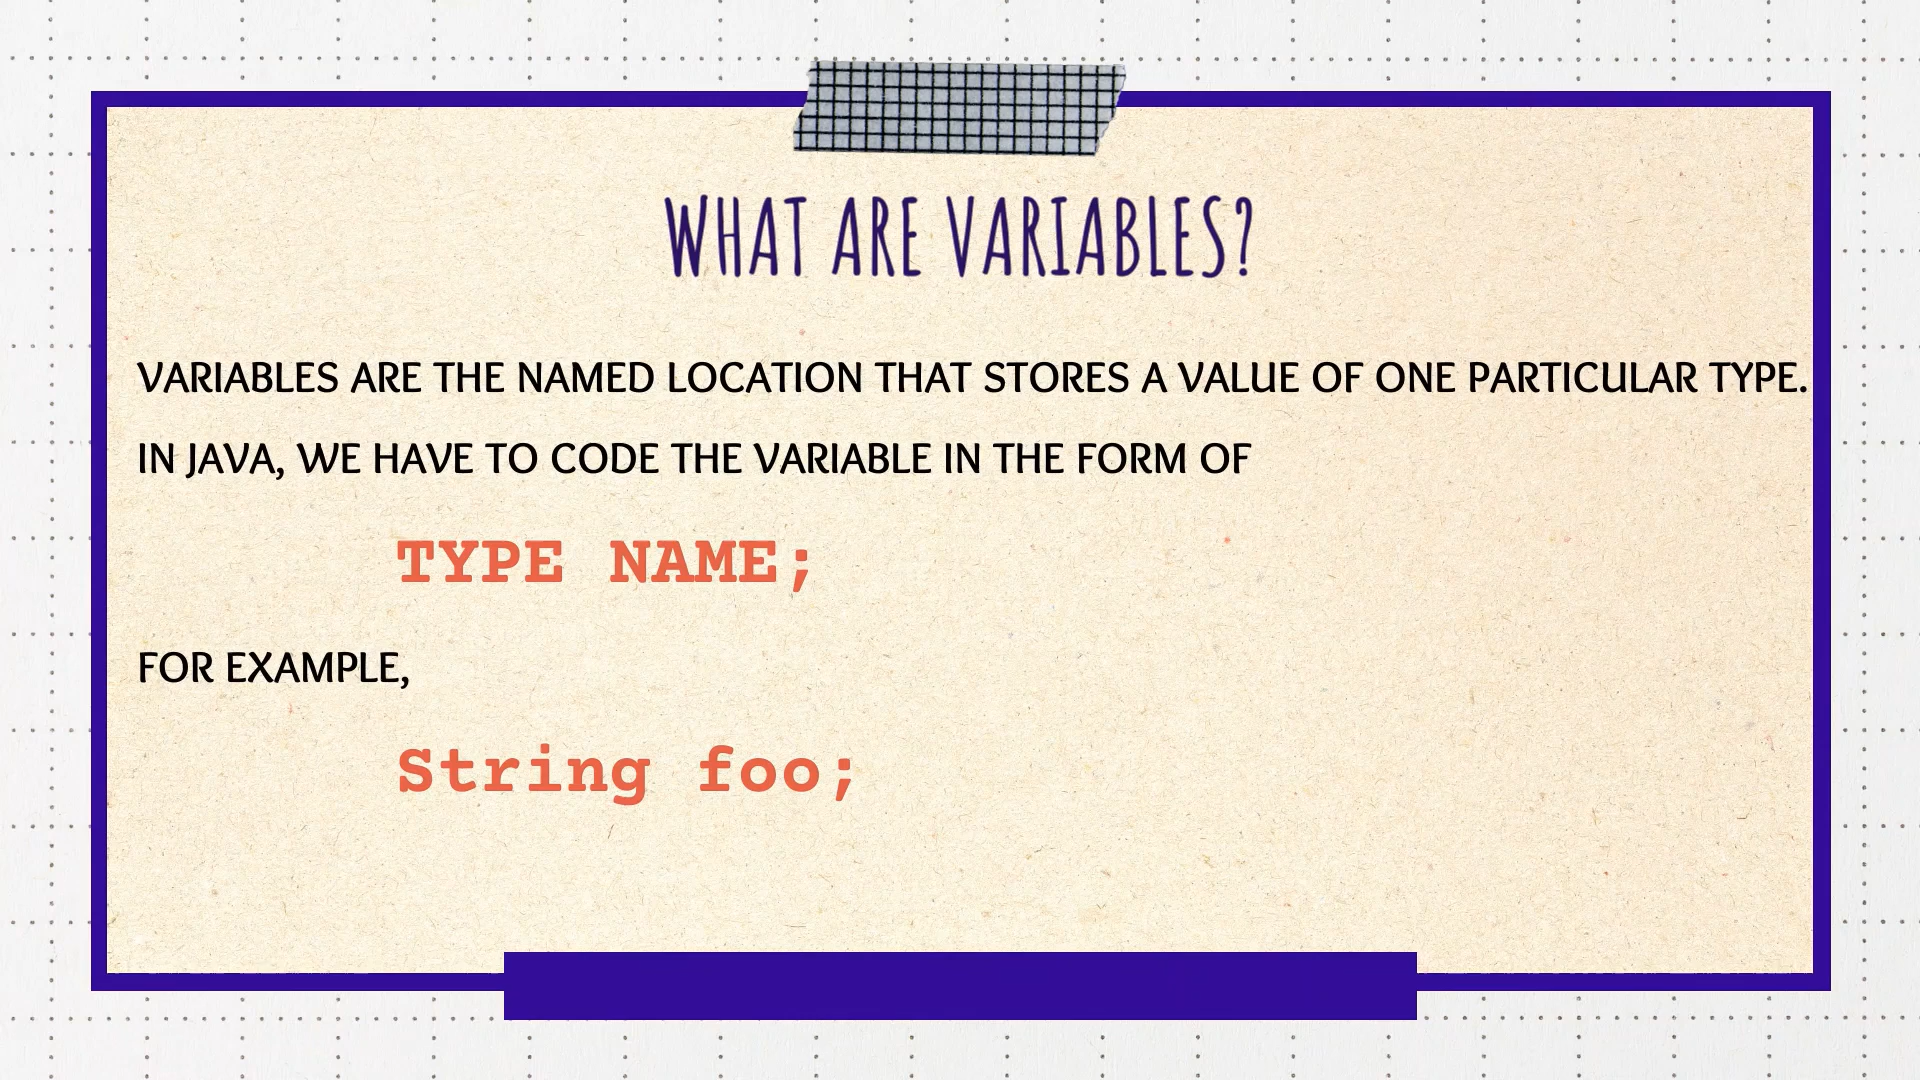 WHAT ARE VARIABLES?
VARIABLES ARE THE NAMED LOCATION THAT STORES A VALUE OF ONE PARTICULAR TYPE.
IN JAVA, WE HAVE TO CODE THE VARIABLE IN THE FORM OF
TYPE NAME;
FOR EXAMPLE,
String foo;